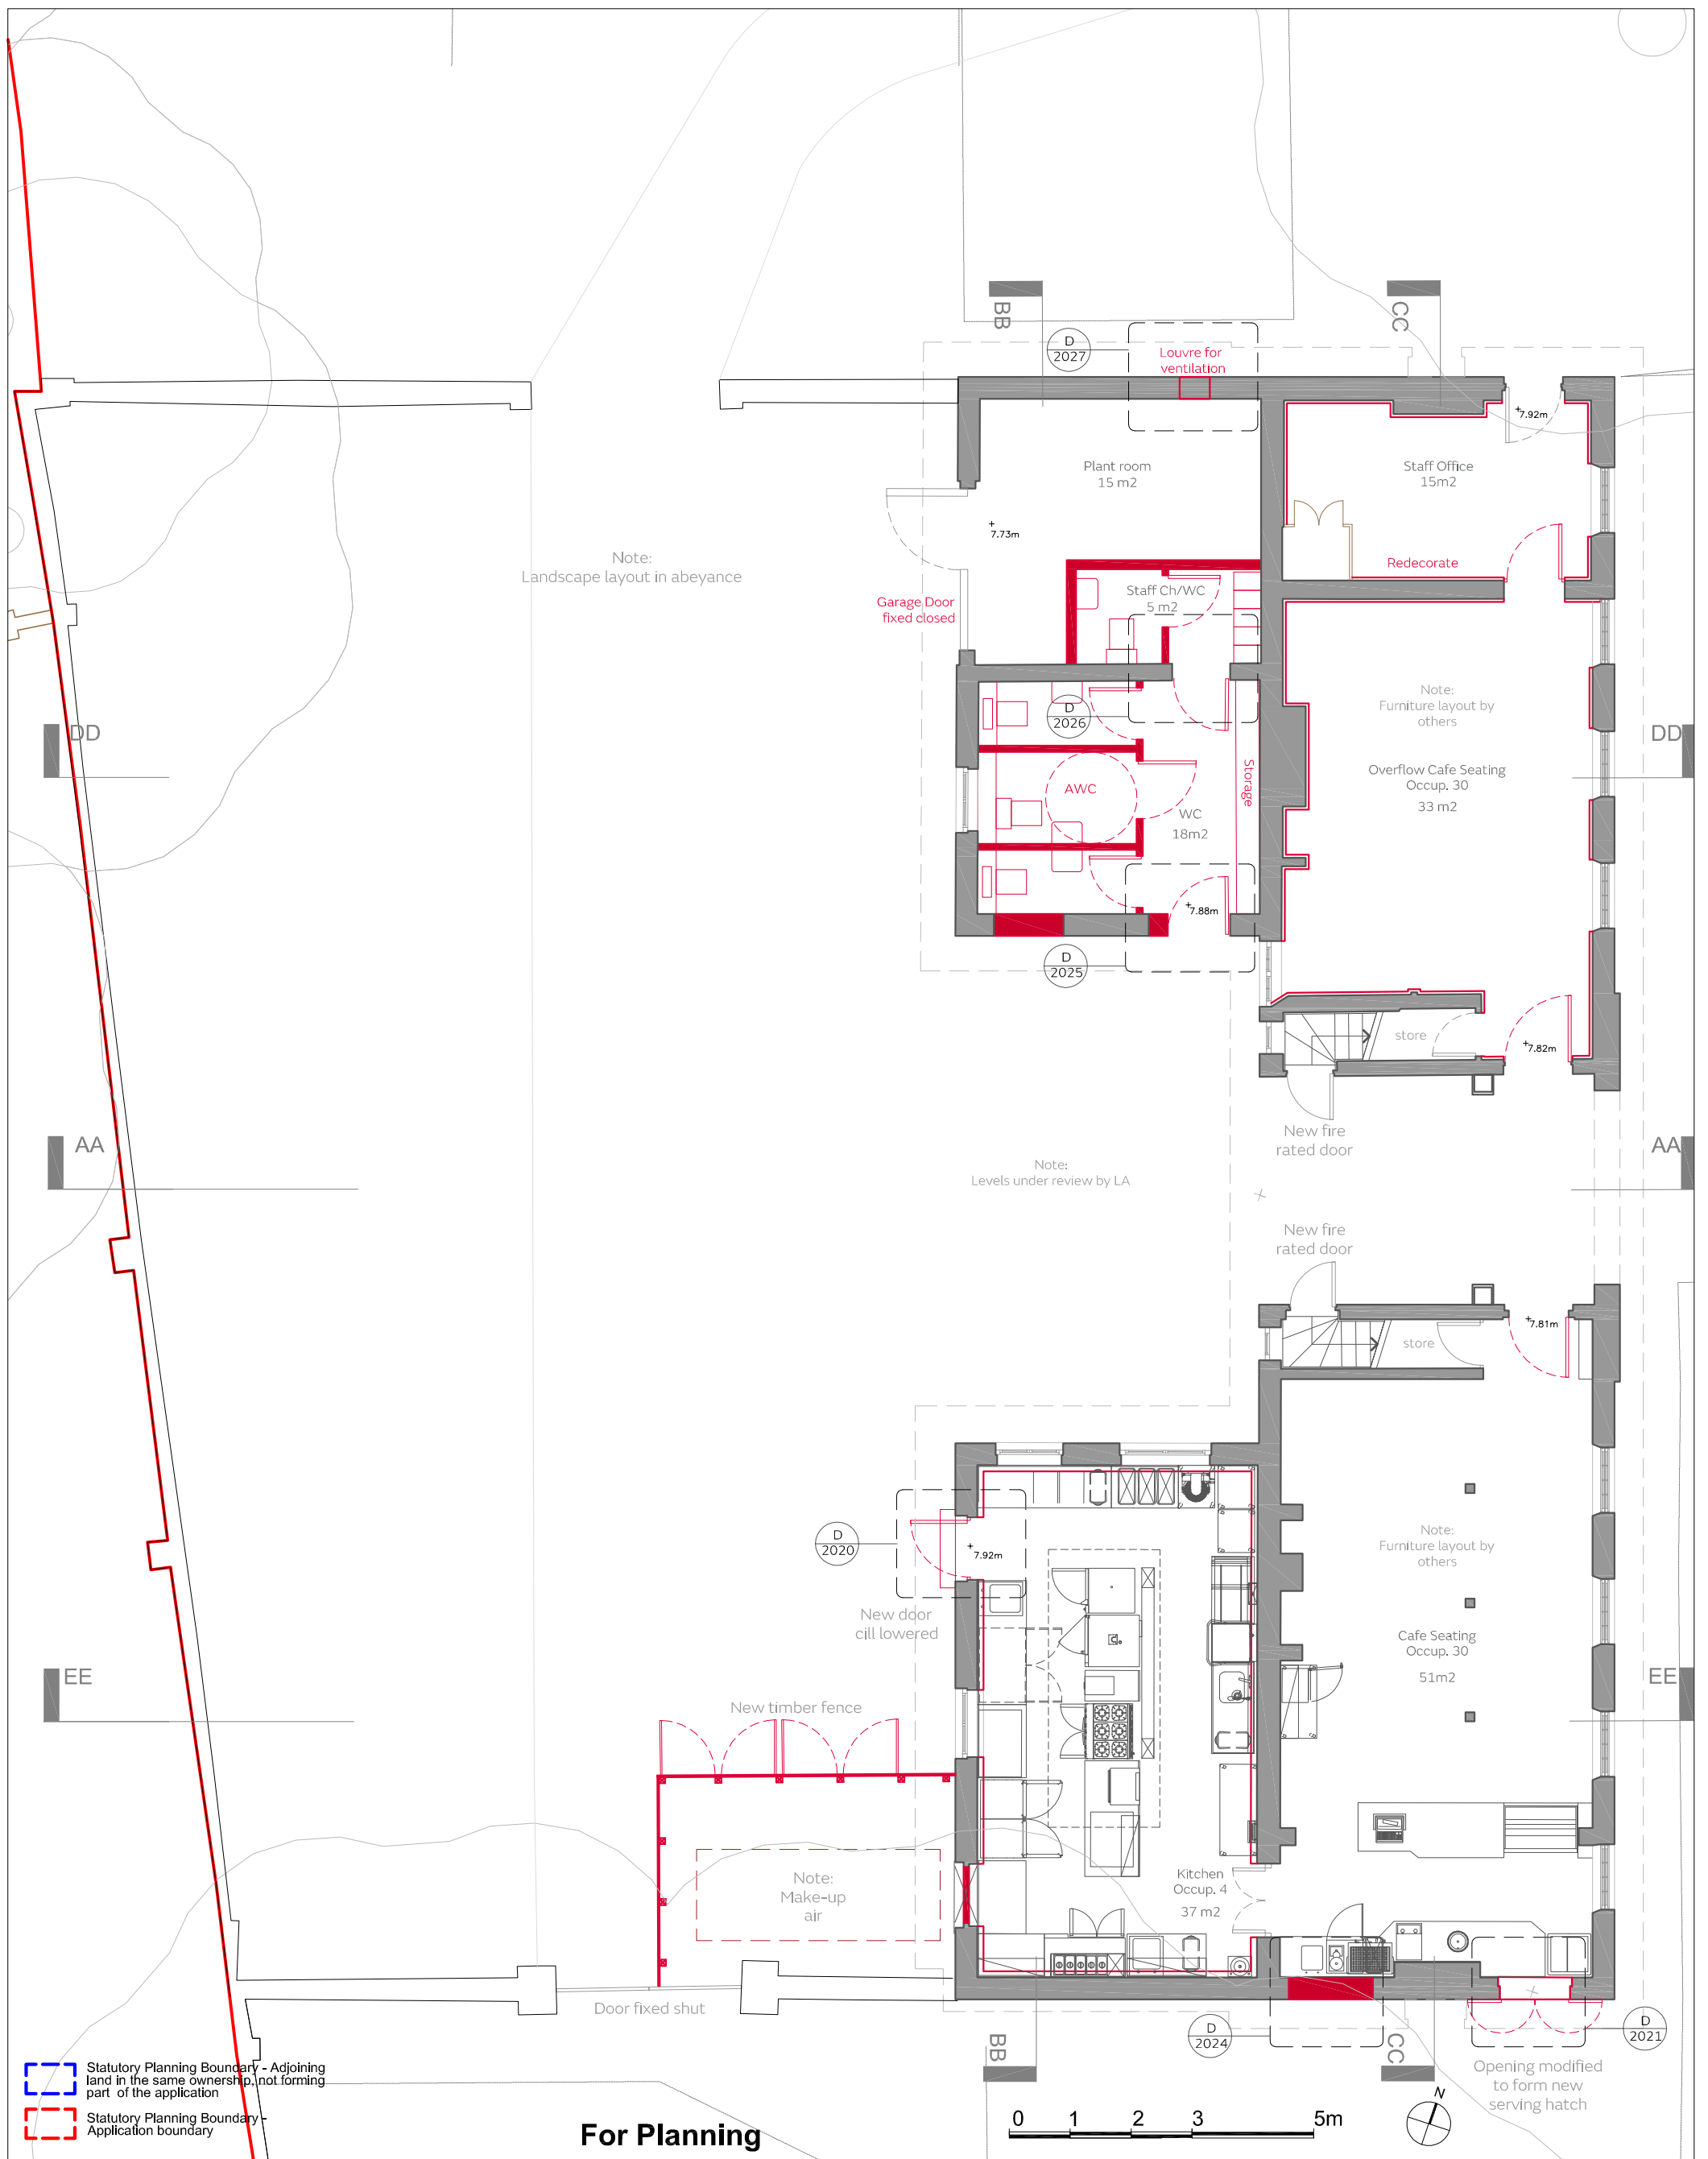 BB
CC
D
2027
Louvre for
ventilation
+7.92m
Plant room
15 m2
Staff Office
15m2
+
7.73m
Note:
Landscape layout in abeyance
Redecorate
Staff Ch/WC
5 m2
Garage Door
fixed closed
D
2026
Note:
Furniture layout by
others
DD
DD
Overflow Cafe Seating
Occup. 30
33 m2
AWC
Storage
WC
18m2
+7.88m
D
2025
store
+7.82m
New fire
rated door
AA
AA
Note:
Levels under review by LA
New fire
rated door
+7.81m
store
D
2020
+
7.92m
Note:
Furniture layout by
others
New door
cill lowered
Cafe Seating
Occup. 30
51m2
EE
EE
New timber fence
Kitchen
Occup. 4
37 m2
Note:
Make-up
air
Door fixed shut
D
2024
D
2021
BB
CC
Opening modified
to form new
serving hatch
Statutory Planning Boundary - Adjoining
land in the same ownership, not forming
part of the application
Statutory Planning Boundary -
Application boundary
For Planning
0 1 2 3 5m
N